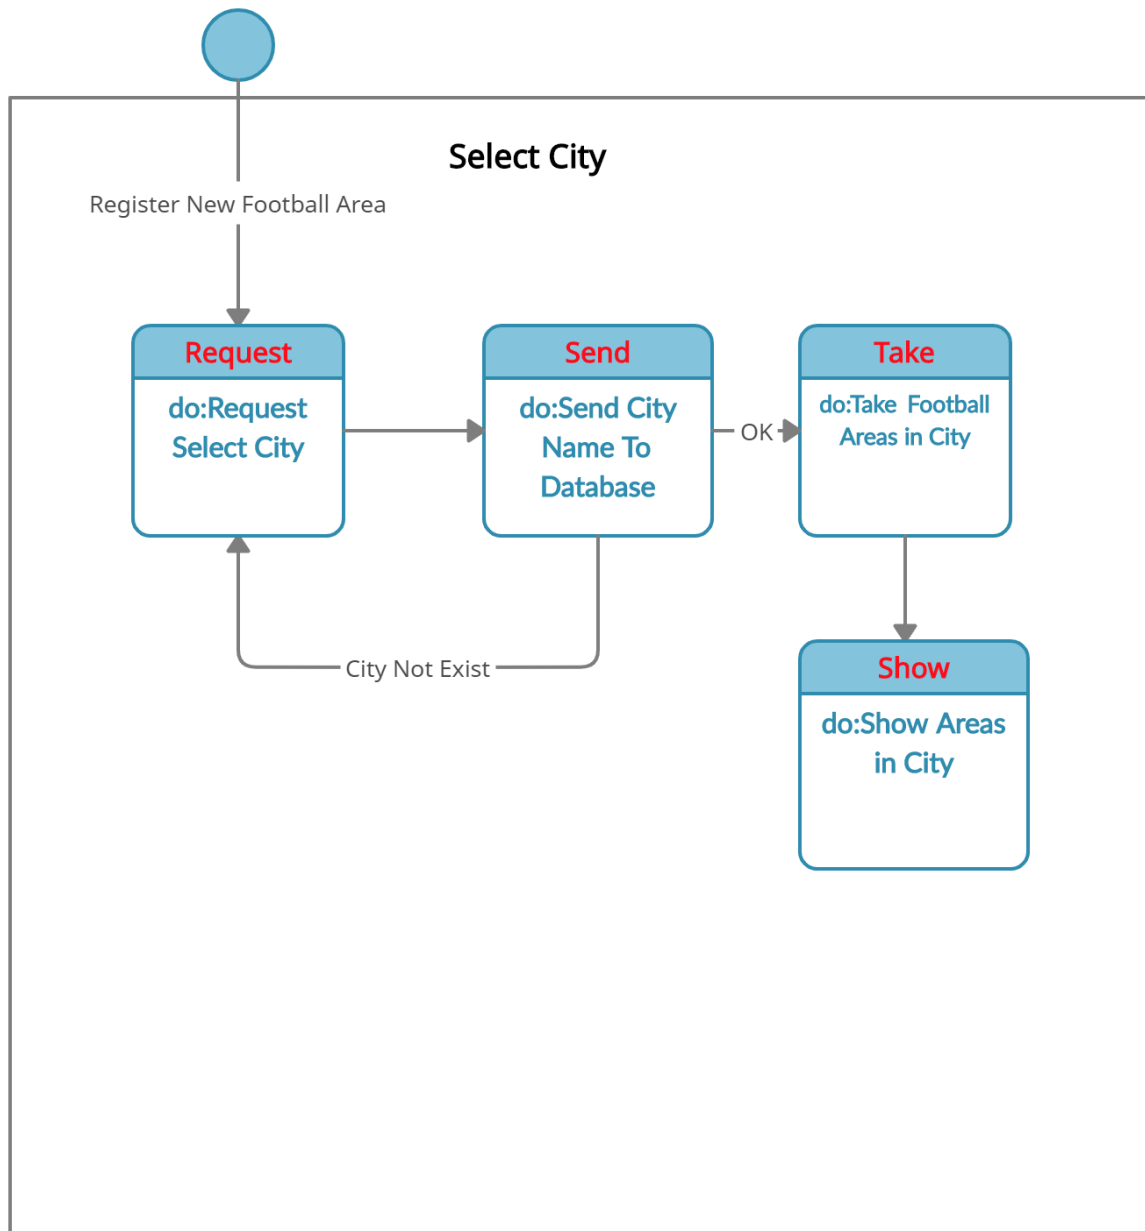 Select City
Register New Football Area
Request
do:Request
Select City
Send
do:Send City
Name To
Database
OK
Take
do:Take Football
Areas in City
City Not Exist
Show
do:Show Areas
in City